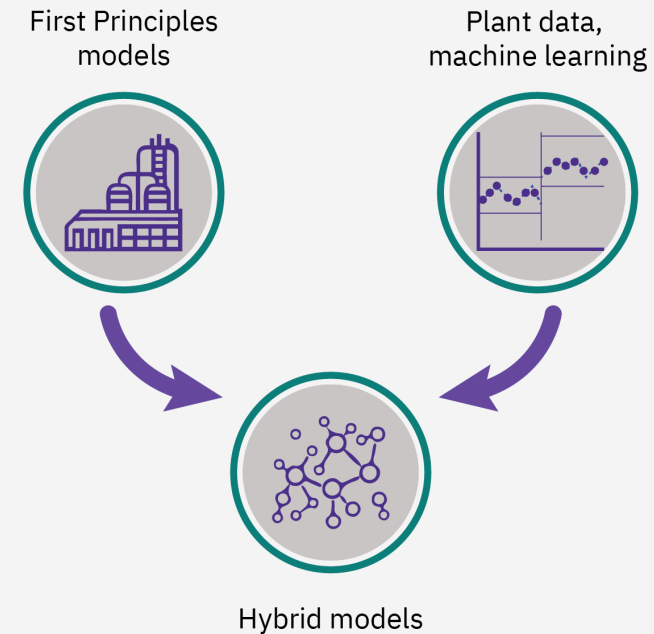 First Principles
models
Plant data,
machine learning
Hybrid models